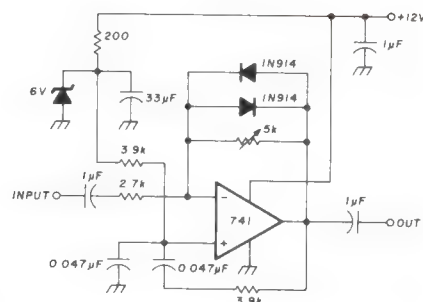 +12V
200
1µF
1N914
6V
33µF
1N914
5k
3.9k
1µF
INPUT
2.7k
−
741
1µF
OUT
+
0.047µF
0.047µF
3.9k